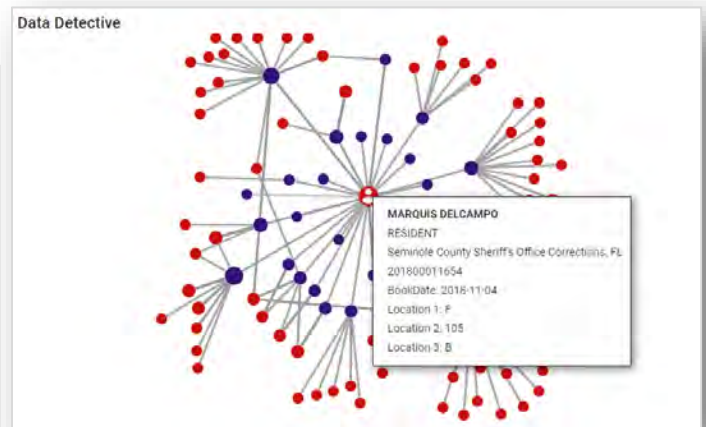 Data Detective
MARQUIS DELCAMPO
RESIDENT
Seminole County Sheriff's Office Corrections, FL
201800011654
BookDate: 2018-11-04
Location 1: F
Location 2: 105
Location 3: B